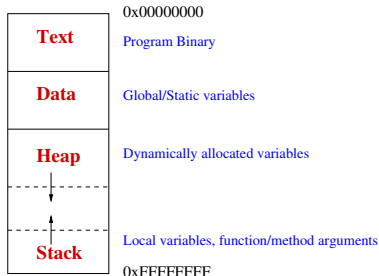 0x00000000
Text
Program Binary
Data
Global/Static variables
Heap
Dynamically allocated variables
Local variables, function/method arguments
Stack
0xFFFFFFFF